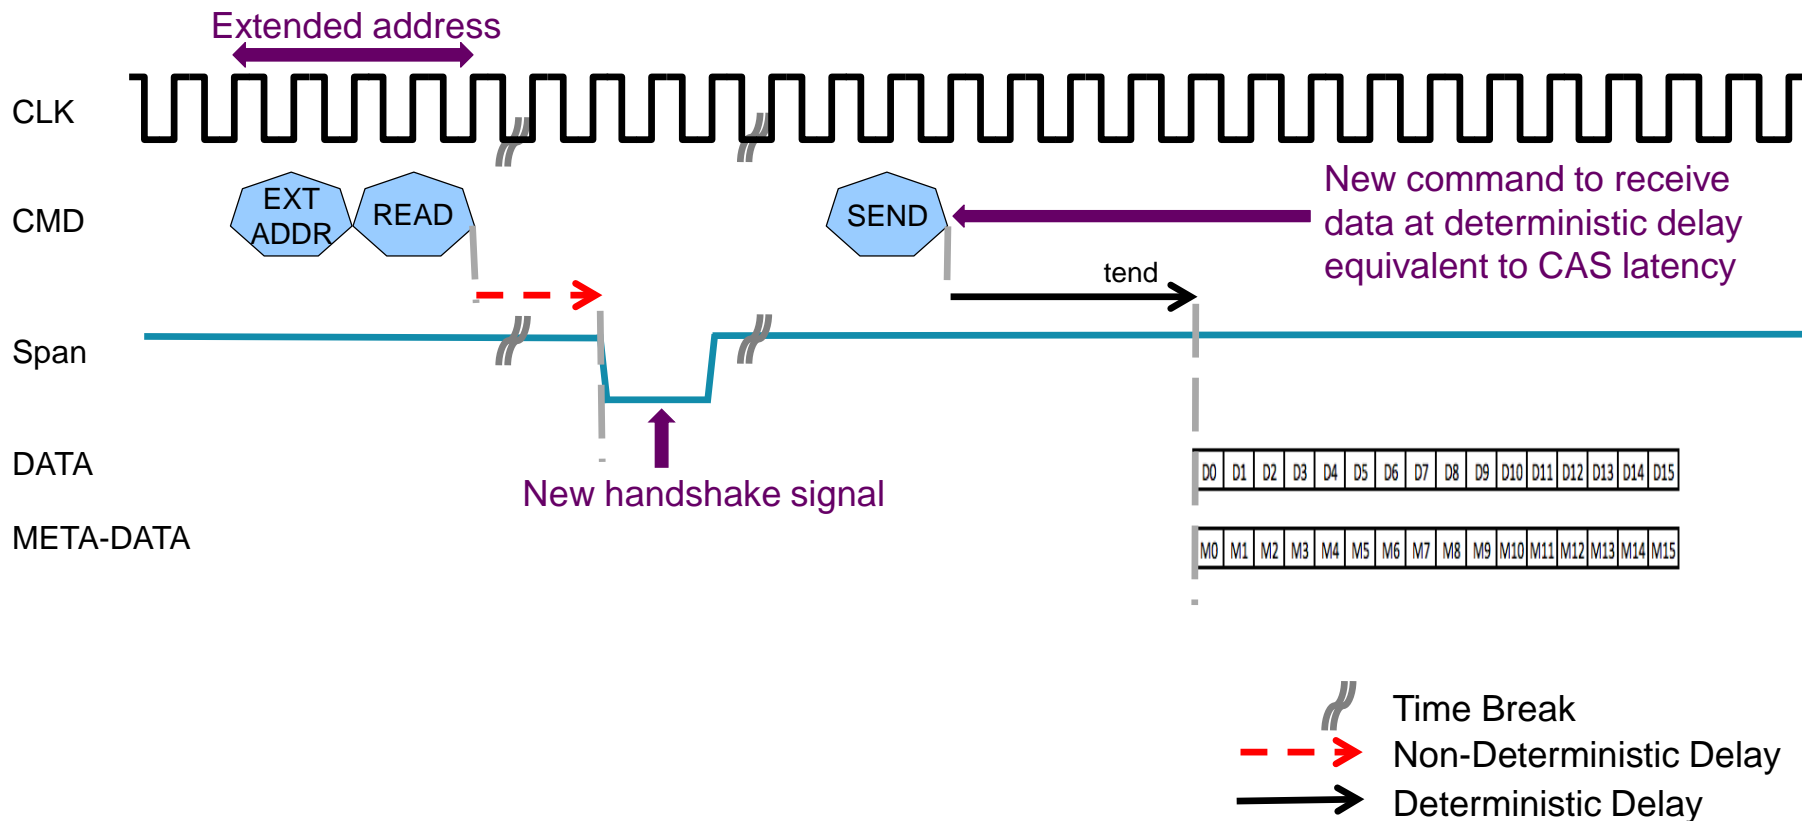 Extended address
CLK
CMD
EXT
ADDR
READ
SEND
New command to receive
data at deterministic delay
equivalent to CAS latency
tend
Span
DATA
D0 D1 D2 D3 D4 D5 D6 D7 D8 D9 D10 D11 D12 D13 D14 D15
New handshake signal
META-DATA
M0 M1 M2 M3 M4 M5 M6 M7 M8 M9 M10 M11 M12 M13 M14 M15
Time Break
Non-Deterministic Delay
Deterministic Delay